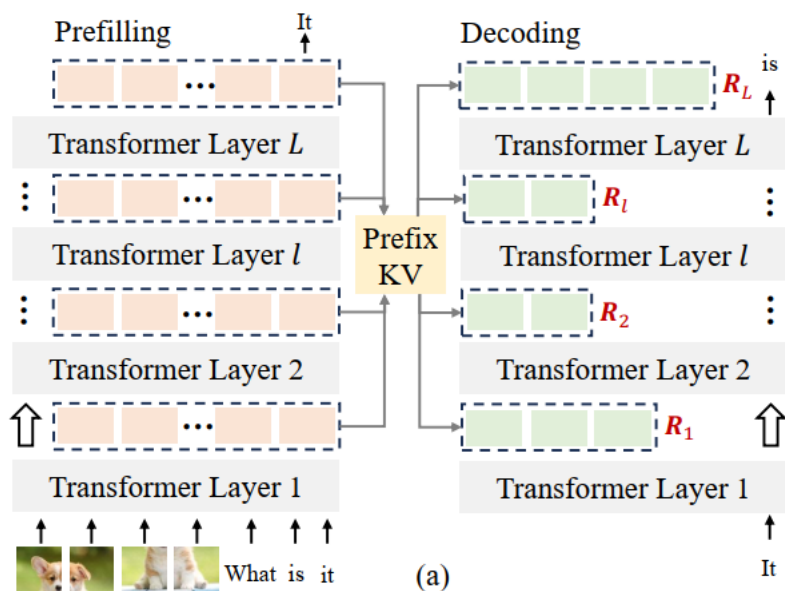 Prefilling
It
...
Transformer Layer L
⋮
...
Transformer Layer l
⋮
...
Transformer Layer 2
...
Transformer Layer 1
What is it
Prefix
KV
Decoding
is
R_L
Transformer Layer L
R_l
⋮
Transformer Layer l
R_2
⋮
Transformer Layer 2
R_1
Transformer Layer 1
It
(a)